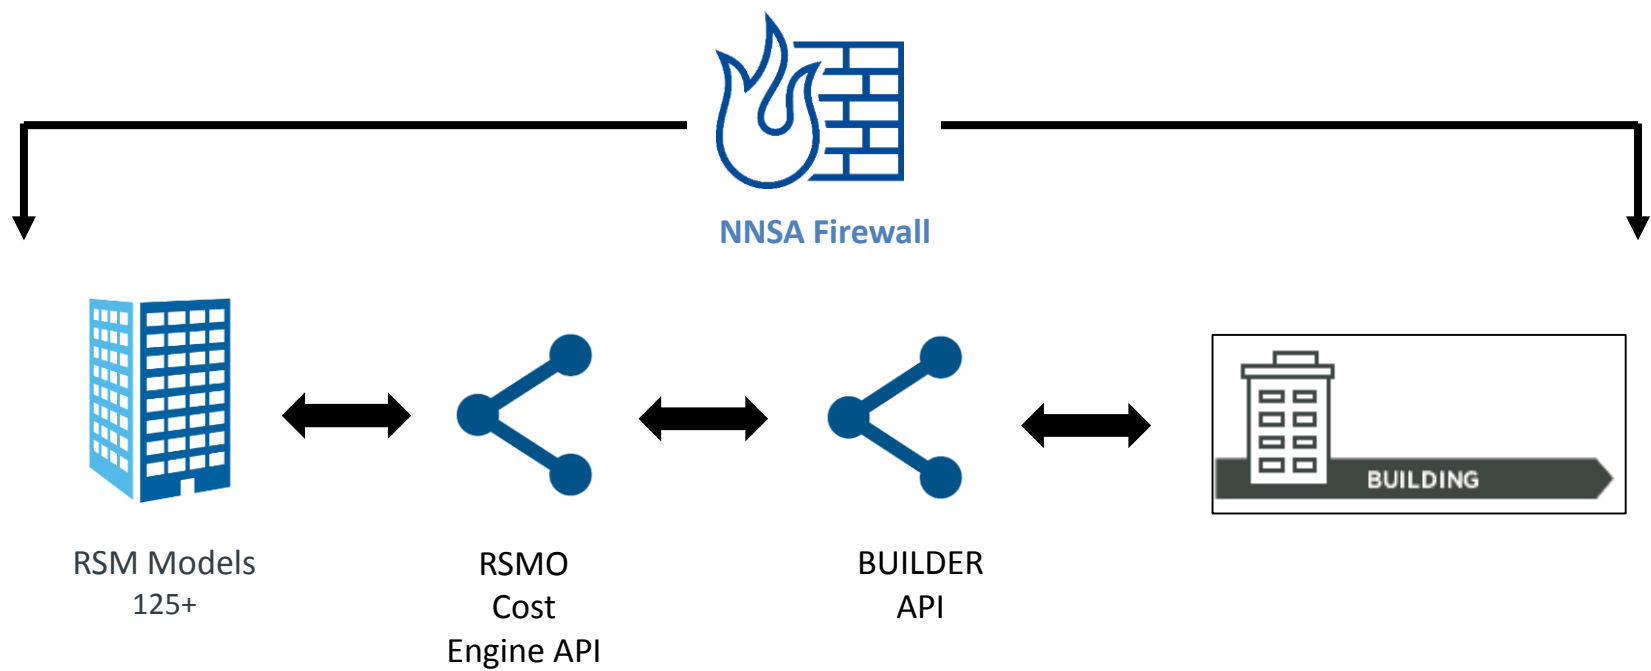 NNSA Firewall
BUILDING
RSM Models
125+
RSMO
Cost
Engine API
BUILDER
API